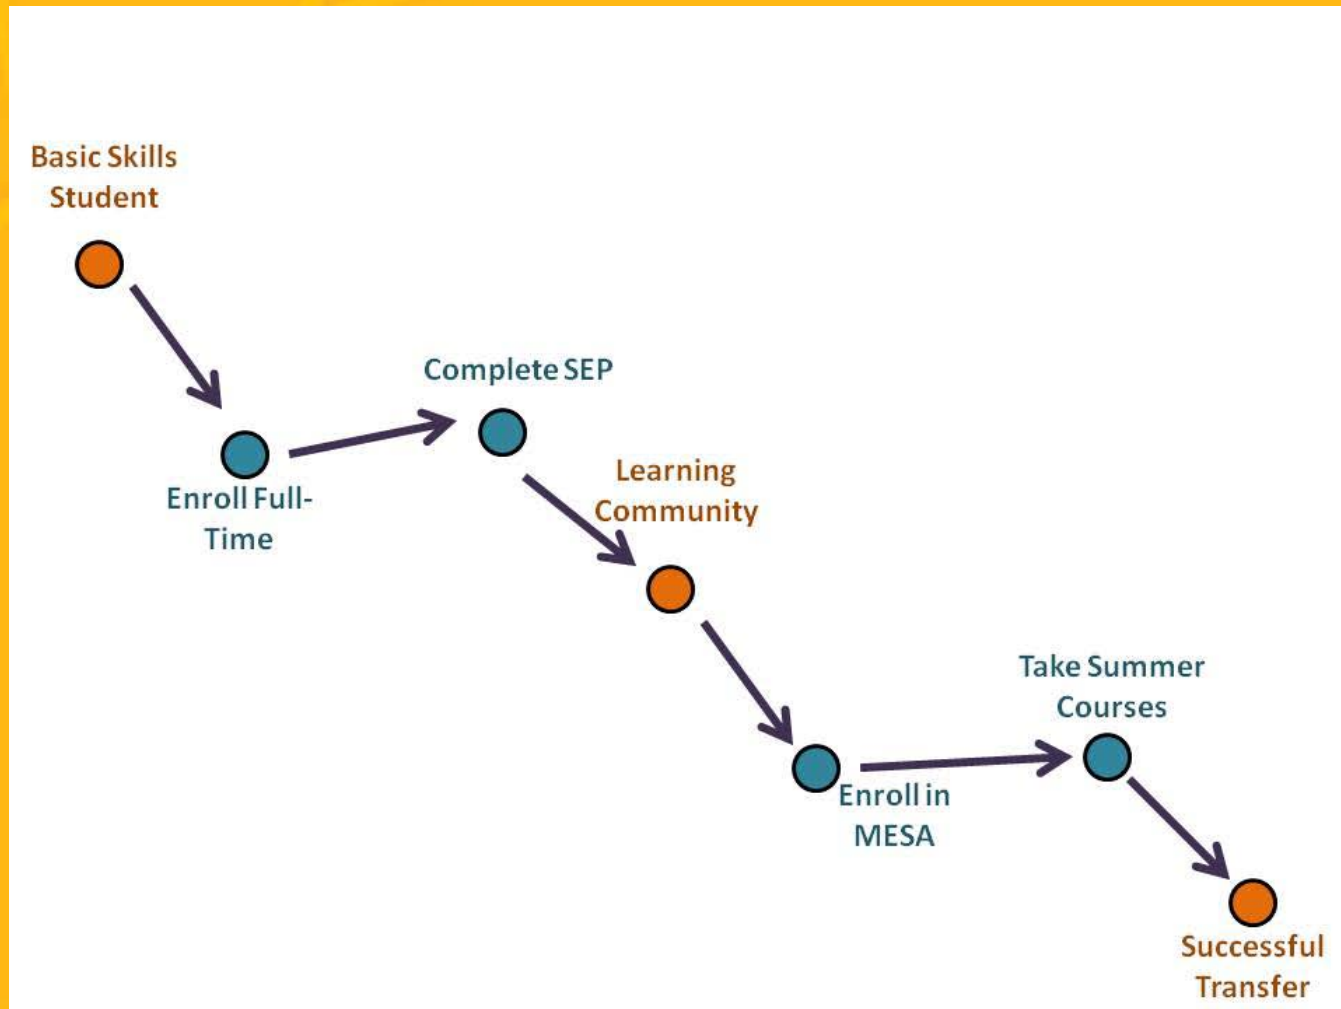 Basic Skills
Student
Complete SEP
Enroll Full-
Time
Learning
Community
Take Summer
Courses
Enroll in
MESA
Successful
Transfer